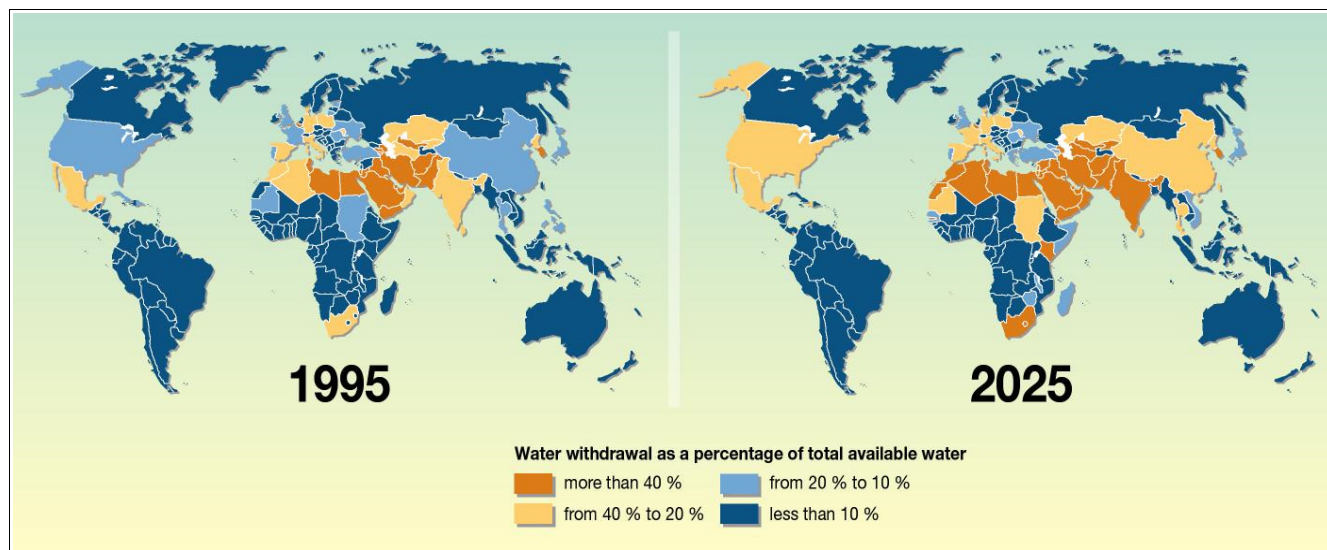 1995
2025
Water withdrawal as a percentage of total available water
more than 40 %
from 20 % to 10 %
from 40 % to 20 %
less than 10 %